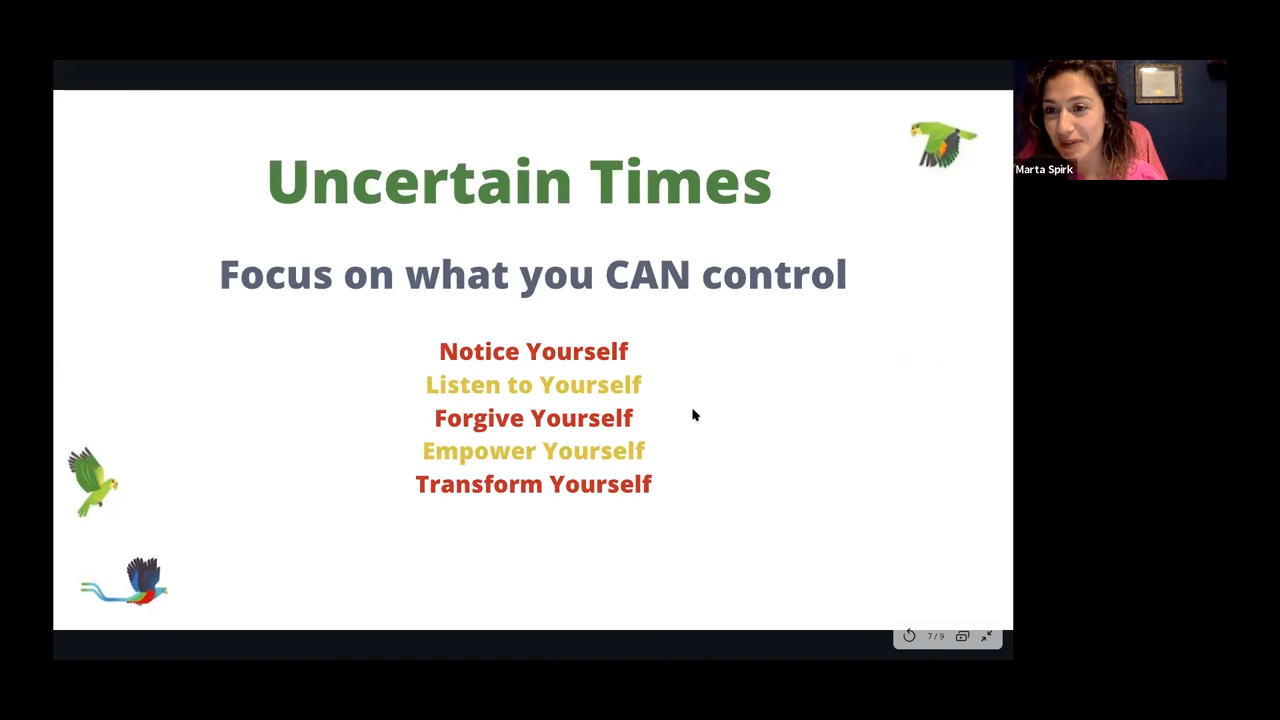 Uncertain Times
Focus on what you CAN control
Notice Yourself
Listen to Yourself
Forgive Yourself
Empower Yourself
Transform Yourself
Marta Spirk
7/9